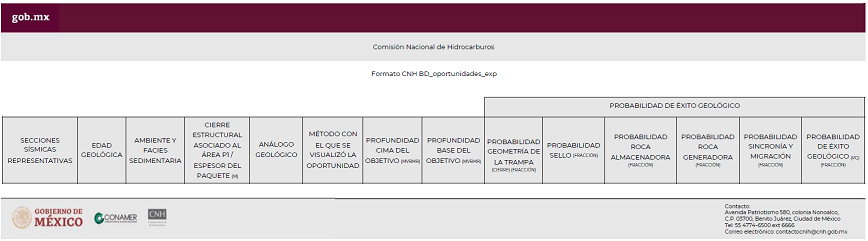 gob.mx
Comisión Nacional de Hidrocarburos
Formato CNH BD_oportunidades_exp
PROBABILIDAD DE ÉXITO GEOLÓGICO
SECCIONES
SÍSMICAS
REPRESENTATIVAS
EDAD
GEOLÓGICA
AMBIENTE Y
FACIES
SEDIMENTARIA
CIERRE
ESTRUCTURAL
ASOCIADO AL
ÁREA P1 /
ESPESOR DEL
PAQUETE (M)
ANÁLOGO
GEOLÓGICO
MÉTODO CON
EL QUE SE
VISUALIZÓ LA
OPORTUNIDAD
PROFUNDIDAD
CIMA DEL
OBJETIVO (MVBMR)
PROFUNDIDAD
BASE DEL
OBJETIVO (MVBMR)
PROBABILIDAD
GEOMETRÍA DE
LA TRAMPA
(CIERRE) (FRACCIÓN)
PROBABILIDAD
SELLO (FRACCIÓN)
PROBABILIDAD
ROCA
ALMACENADORA
(FRACCIÓN)
PROBABILIDAD
ROCA
GENERADORA
(FRACCIÓN)
PROBABILIDAD
SINCRONÍA Y
MIGRACIÓN
(FRACCIÓN)
PROBABILIDAD
DE ÉXITO
GEOLÓGICO (PG)
(FRACCIÓN)
GOBIERNO DE
MÉXICO
CONAMER
CNH
Contacto:
Avenida Patriotismo 580, colonia Nonoalco,
C.P. 03700, Benito Juárez, Ciudad de México
Tel: 55 4774-6500 ext 6666
Correo electrónico: contactocnih@cnh.gob.mx